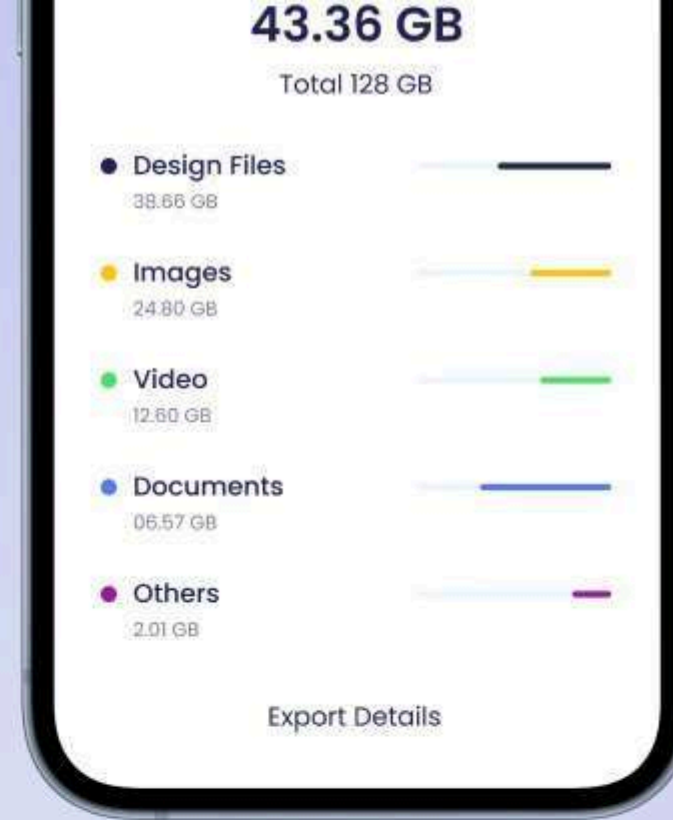 43.36 GB
Total 128 GB
Design Files
38.66 GB
Images
24.80 GB
Video
12.60 GB
Documents
06.57 GB
Others
2.01 GB
Export Details